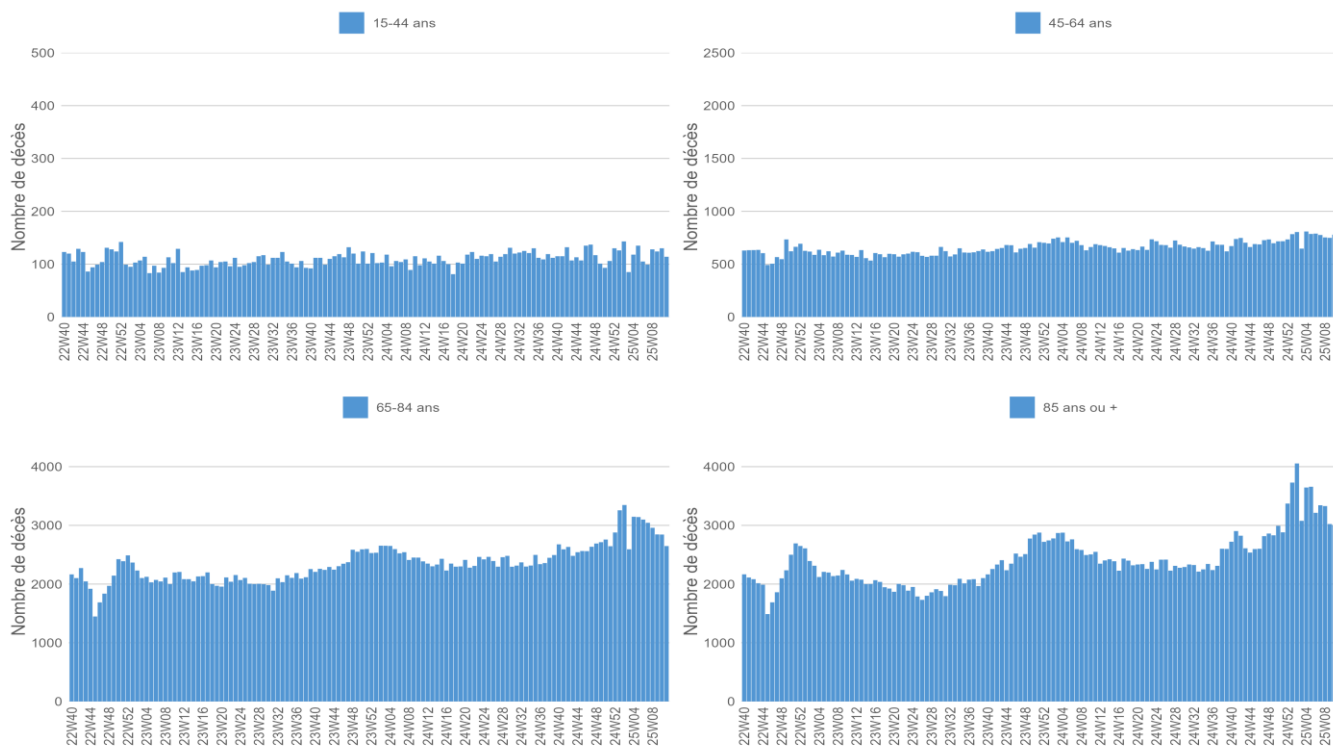 15-44 ans
Nombre de décès
500
400
300
200
100
0
22W40 22W44 22W48 22W52 23W04 23W08 23W12 23W16 23W20 23W24 23W28 23W32 23W36 23W40 23W44 23W48 23W52 24W04 24W08 24W12 24W16 24W20 24W24 24W28 24W32 24W36 24W40 24W44 24W48 24W52 25W04 25W08
45-64 ans
Nombre de décès
2500
2000
1500
1000
500
0
22W40 22W44 22W48 22W52 23W04 23W08 23W12 23W16 23W20 23W24 23W28 23W32 23W36 23W40 23W44 23W48 23W52 24W04 24W08 24W12 24W16 24W20 24W24 24W28 24W32 24W36 24W40 24W44 24W48 24W52 25W04 25W08
65-84 ans
Nombre de décès
4000
3000
2000
1000
0
22W40 22W44 22W48 22W52 23W04 23W08 23W12 23W16 23W20 23W24 23W28 23W32 23W36 23W40 23W44 23W48 23W52 24W04 24W08 24W12 24W16 24W20 24W24 24W28 24W32 24W36 24W40 24W44 24W48 24W52 25W04 25W08
85 ans ou +
Nombre de décès
4000
3000
2000
1000
0
22W40 22W44 22W48 22W52 23W04 23W08 23W12 23W16 23W20 23W24 23W28 23W32 23W36 23W40 23W44 23W48 23W52 24W04 24W08 24W12 24W16 24W20 24W24 24W28 24W32 24W36 24W40 24W44 24W48 24W52 25W04 25W08